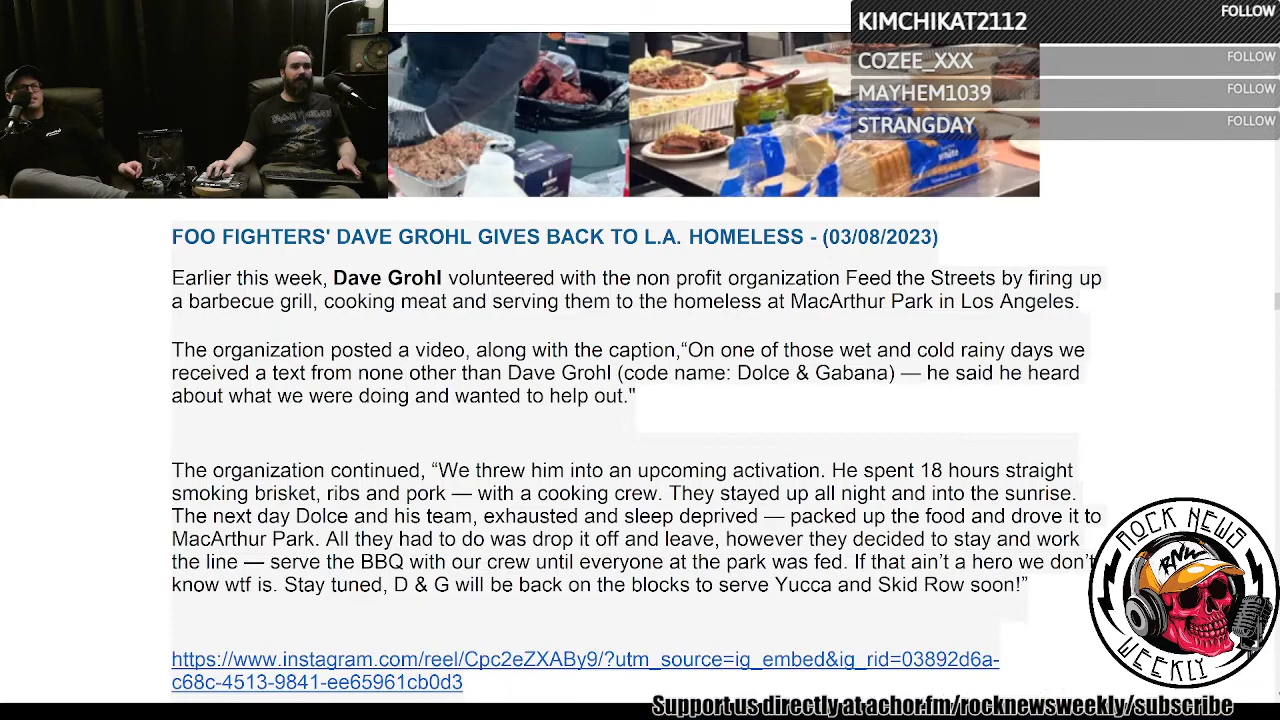 KIMCHIKAT2112 FOLLOW
COZEE_XXX FOLLOW
MAYHEM1039 FOLLOW
STRANGDAY FOLLOW
IRON MAIDEN
white
FOO FIGHTERS' DAVE GROHL GIVES BACK TO L.A. HOMELESS - (03/08/2023)
Earlier this week, Dave Grohl volunteered with the non profit organization Feed the Streets by firing up
a barbecue grill, cooking meat and serving them to the homeless at MacArthur Park in Los Angeles.
The organization posted a video, along with the caption,“On one of those wet and cold rainy days we
received a text from none other than Dave Grohl (code name: Dolce & Gabana) — he said he heard
about what we were doing and wanted to help out."
The organization continued, “We threw him into an upcoming activation. He spent 18 hours straight
smoking brisket, ribs and pork — with a cooking crew. They stayed up all night and into the sunrise.
The next day Dolce and his team, exhausted and sleep deprived — packed up the food and drove it to
MacArthur Park. All they had to do was drop it off and leave, however they decided to stay and work
the line — serve the BBQ with our crew until everyone at the park was fed. If that ain’t a hero we don’t
know wtf is. Stay tuned, D & G will be back on the blocks to serve Yucca and Skid Row soon!”
https://www.instagram.com/reel/Cpc2eZXABy9/?utm_source=ig_embed&ig_rid=03892d6a-
c68c-4513-9841-ee65961cb0d3
ROCK NEWS
RNW
WEEKLY
Support us directly at achor.fm/rocknewsweekly/subscribe